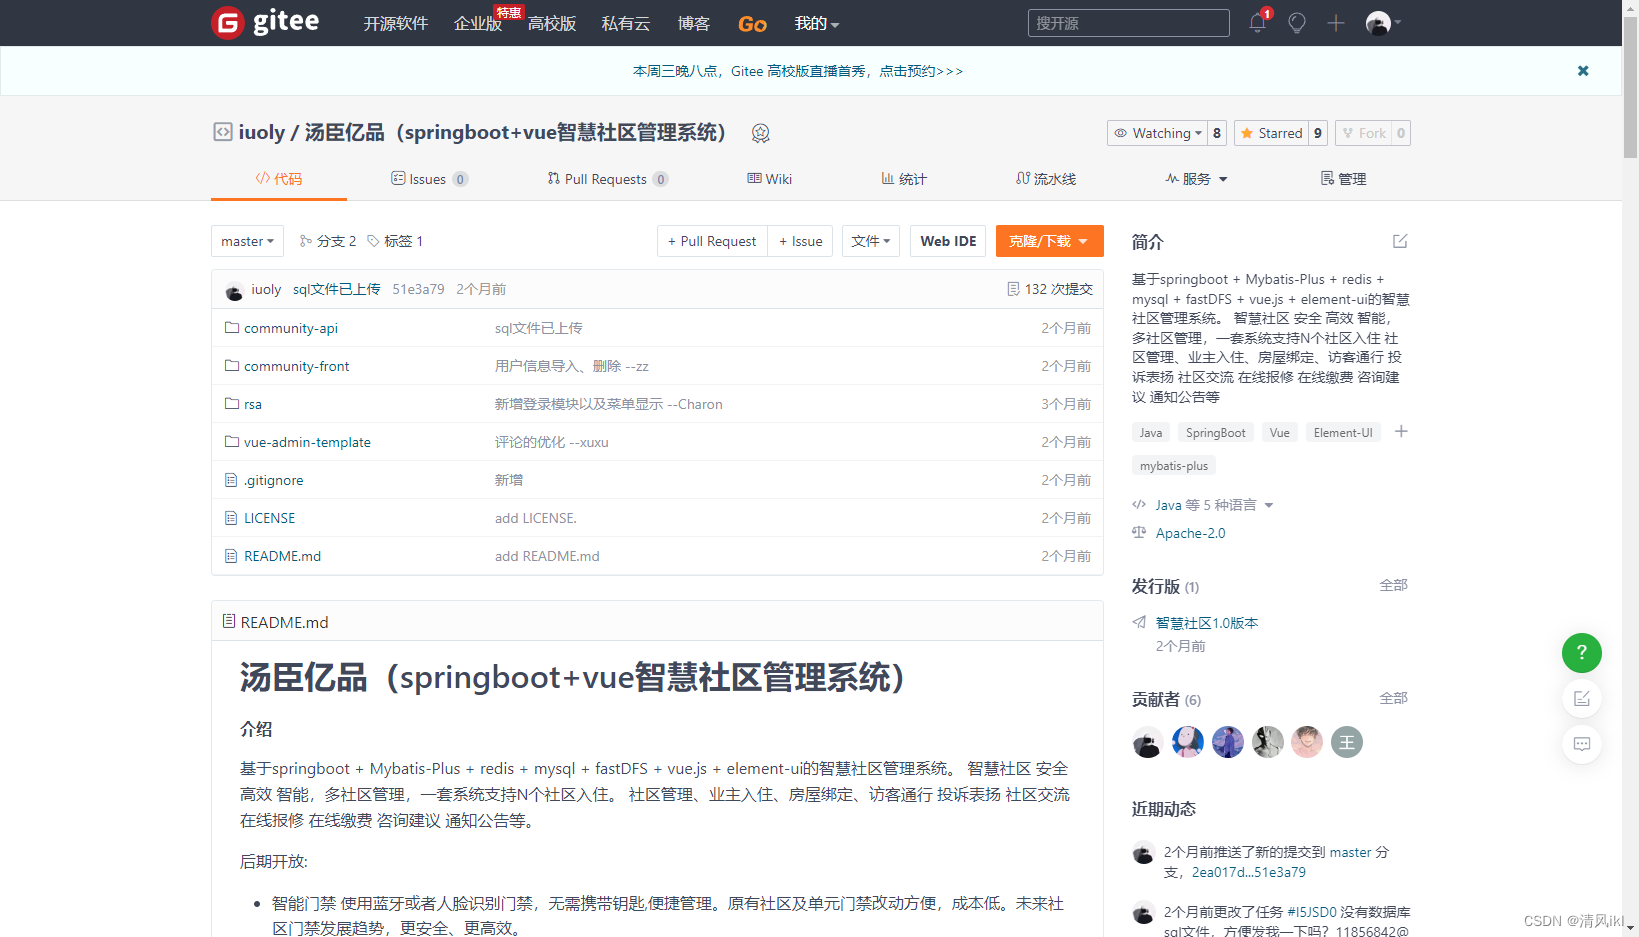 gitee
开源软件
企业版
特惠
高校版
私有云
博客
Go
我的
搜开源
1
本周三晚八点，Gitee 高校版直播首秀，点击预约>>>
iuoly / 汤臣亿品（springboot+vue智慧社区管理系统）
Watching 8
Starred 9
Fork 0
代码
Issues 0
Pull Requests 0
Wiki
统计
流水线
服务
管理
master
分支 2
标签 1
+ Pull Request
+ Issue
文件
Web IDE
克隆/下载
iuoly sql文件已上传 51e3a79 2个月前
132 次提交
community-api sql文件已上传 2个月前
community-front 用户信息导入、删除 --zz 2个月前
rsa 新增登录模块以及菜单显示 --Charon 3个月前
vue-admin-template 评论的优化 --xuxu 2个月前
.gitignore 新增 2个月前
LICENSE add LICENSE. 2个月前
README.md add README.md 2个月前
README.md
汤臣亿品（springboot+vue智慧社区管理系统）
介绍
基于springboot + Mybatis-Plus + redis + mysql + fastDFS + vue.js + element-ui的智慧社区管理系统。 智慧社区 安全
高效 智能，多社区管理，一套系统支持N个社区入住。 社区管理、业主入住、房屋绑定、访客通行 投诉表扬 社区交流
在线报修 在线缴费 咨询建议 通知公告等。
后期开放:
智能门禁 使用蓝牙或者人脸识别门禁，无需携带钥匙,便捷管理。原有社区及单元门禁改动方便，成本低。未来社
区门禁发展趋势，更安全、更高效。
简介
基于springboot + Mybatis-Plus + redis +
mysql + fastDFS + vue.js + element-ui的智慧
社区管理系统。 智慧社区 安全 高效 智能，
多社区管理，一套系统支持N个社区入住 社
区管理、业主入住、房屋绑定、访客通行 投
诉表扬 社区交流 在线报修 在线缴费 咨询建
议 通知公告等
Java
SpringBoot
Vue
Element-UI
mybatis-plus
Java 等 5 种语言
Apache-2.0
发行版 (1)
全部
智慧社区1.0版本
2个月前
贡献者 (6)
全部
王
近期动态
2个月前推送了新的提交到 master 分
支，2ea017d...51e3a79
2个月前更改了任务 #I5JSD0 没有数据库
sql文件，方便发我一下吗？11856842@
?
CSDN @清风ikl